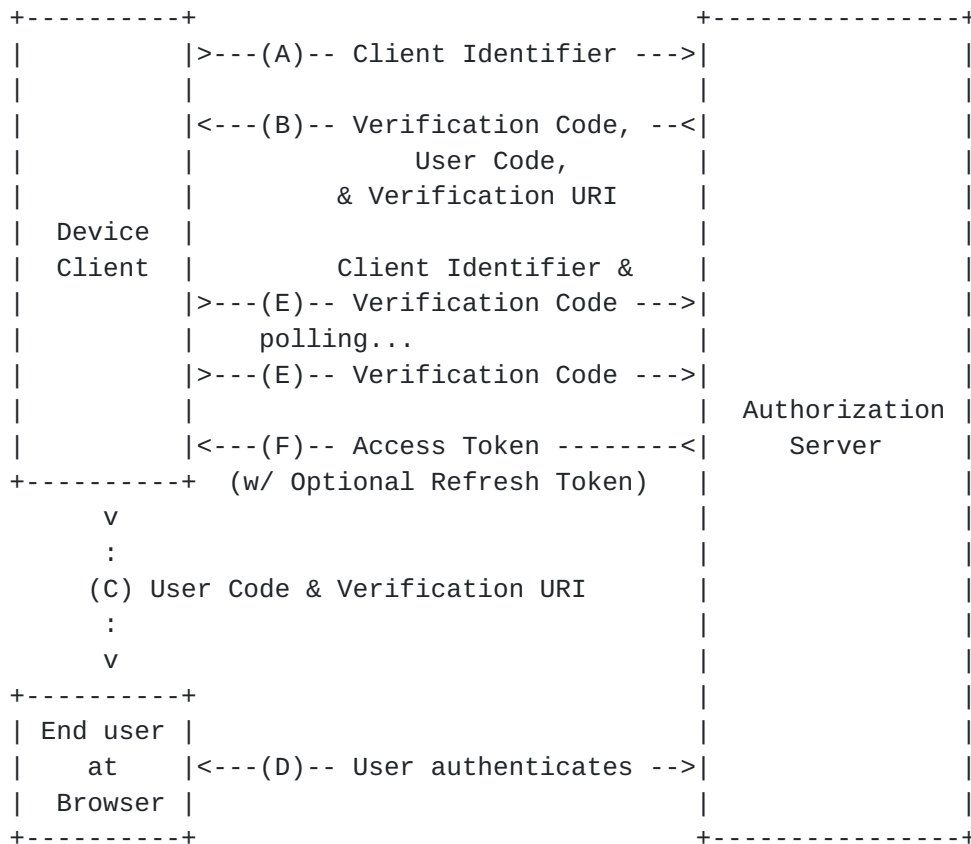 >---(A)-- Client Identifier --->
<---(B)-- Verification Code, --<
User Code,
& Verification URI
Device
Client
Client Identifier &
>---(E)-- Verification Code --->
polling...
>---(E)-- Verification Code --->
Authorization
Server
<---(F)-- Access Token --------<
(w/ Optional Refresh Token)
v
:
(C) User Code & Verification URI
:
v
End user
at
Browser
<---(D)-- User authenticates -->